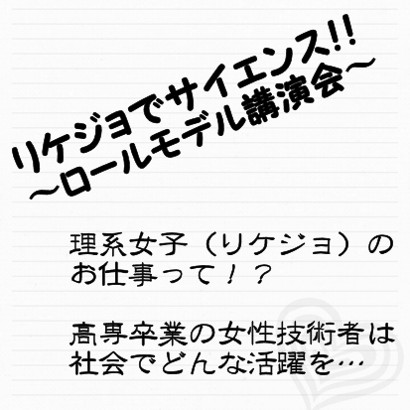 リケジョでサイエンス!!
～ロールモデル講演会～
理系女子（リケジョ）の
お仕事って！？
高専卒業の女性技術者は
社会でどんな活躍を…